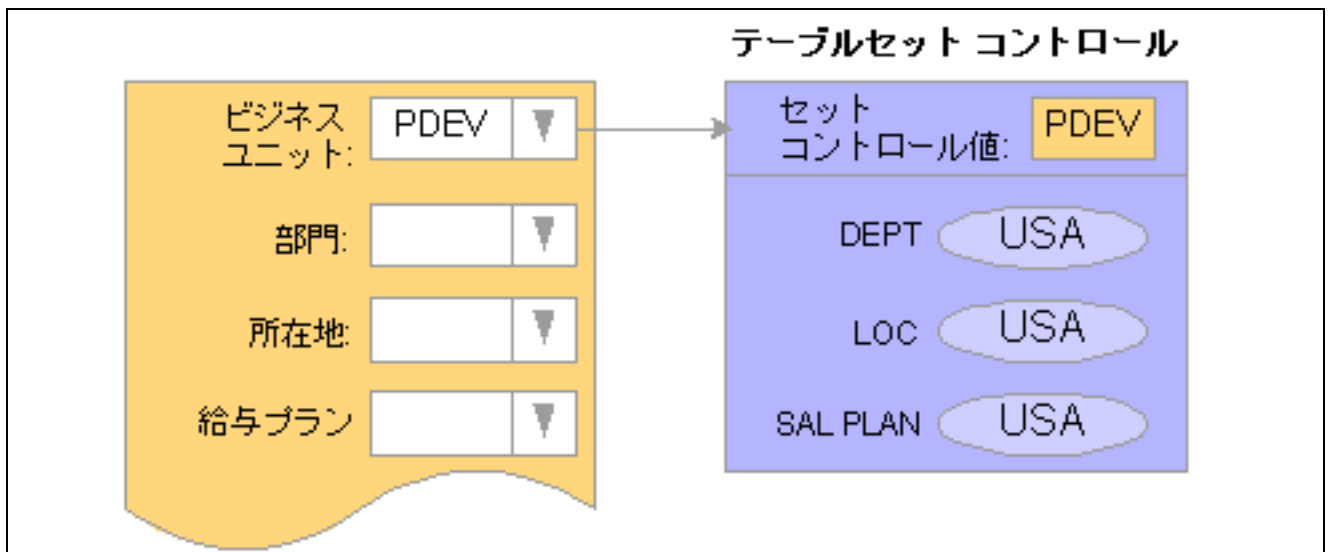 テーブルセット コントロール
ビジネス
ユニット:
PDEV
部門:
所在地:
給与プラン
セット
コントロール値:
PDEV
DEPT
USA
LOC
USA
SAL PLAN
USA